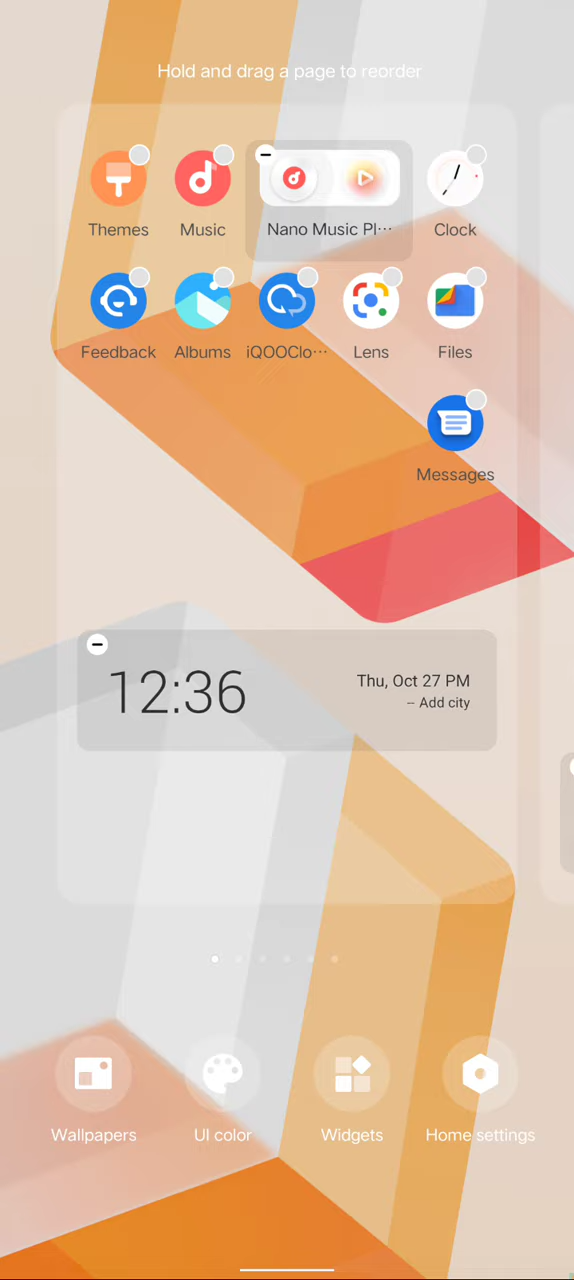 Hold and drag a page to reorder
Themes
Music
Nano Music Pl···
Clock
Feedback
Albums
iQOOClo···
Lens
Files
Messages
12:36
Thu, Oct 27 PM
-- Add city
Wallpapers
UI color
Widgets
Home settings